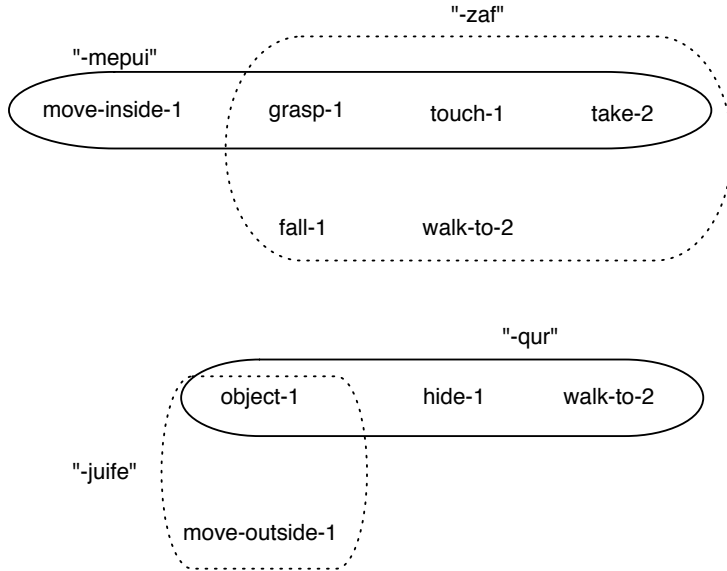 "-zaf"
"-mepui"
move-inside-1 grasp-1 touch-1 take-2
fall-1 walk-to-2
"-qur"
object-1 hide-1 walk-to-2
"-juife"
move-outside-1